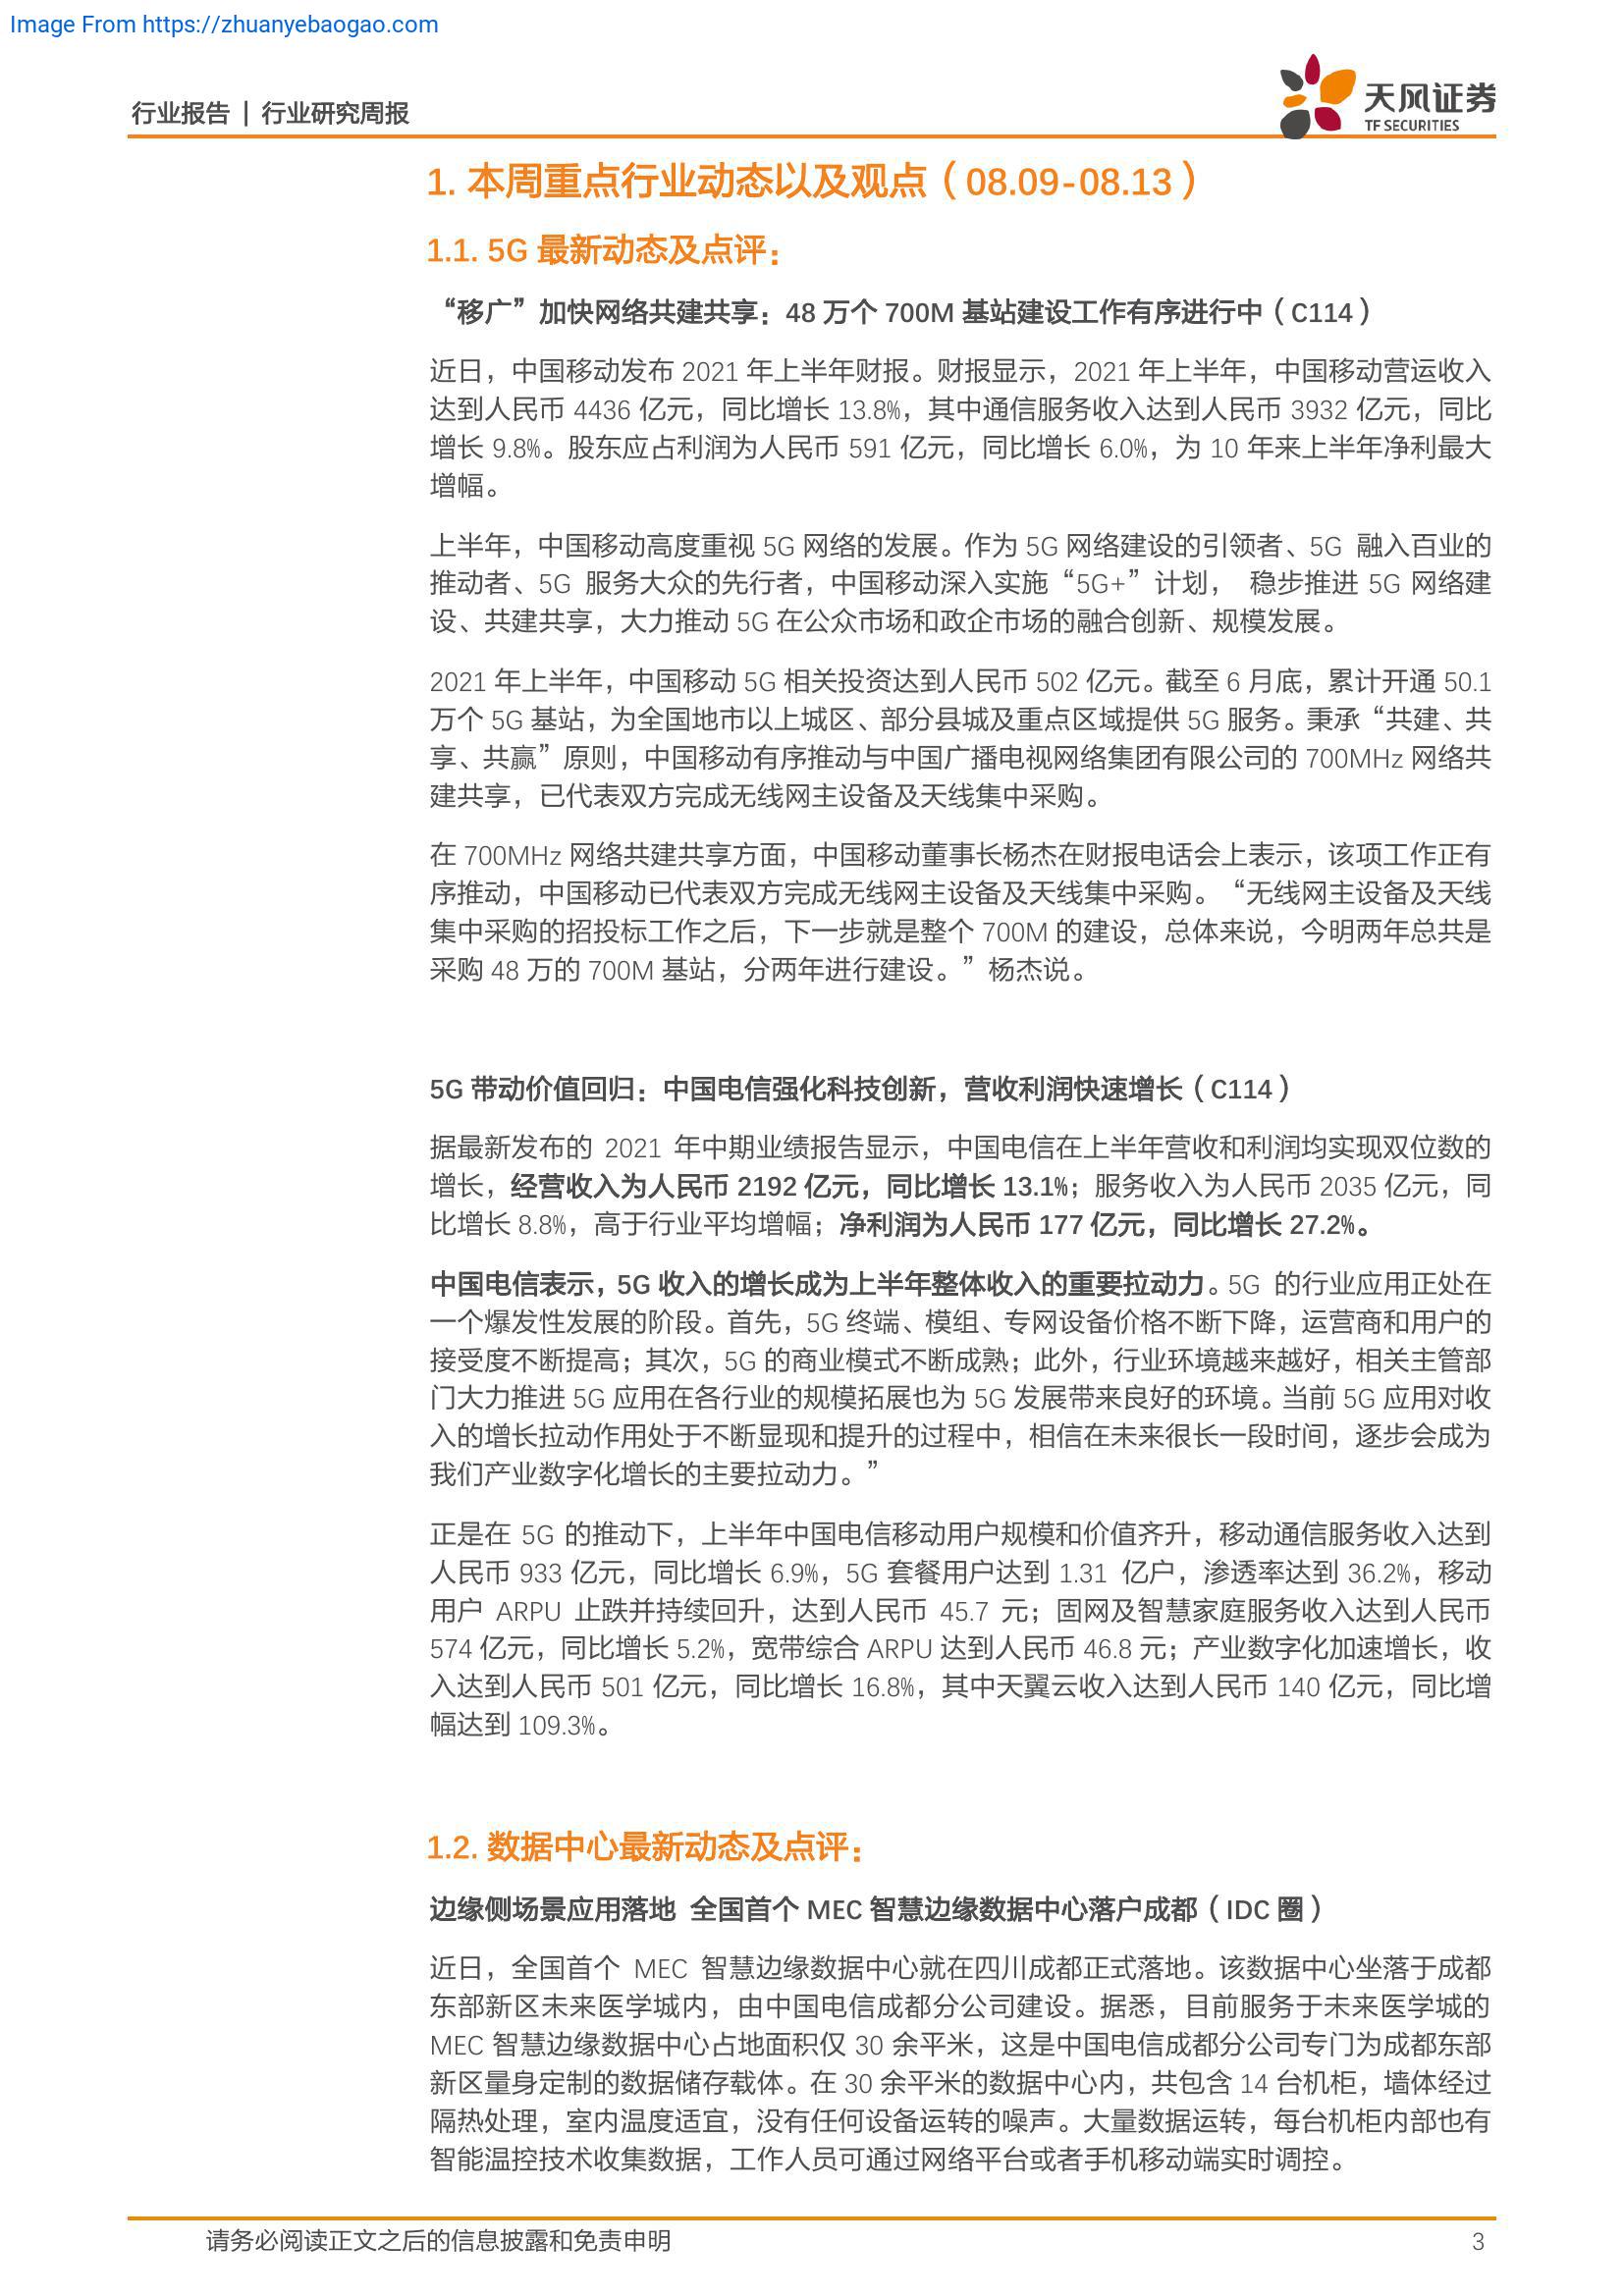 Image From https://zhuanyebaogao.com
行业报告 | 行业研究周报
天风证券
TF SECURITIES
1. 本周重点行业动态以及观点（08.09-08.13）
1.1. 5G 最新动态及点评：
“移广”加快网络共建共享：48 万个 700M 基站建设工作有序进行中（C114）
近日，中国移动发布 2021 年上半年财报。财报显示，2021 年上半年，中国移动营运收入
达到人民币 4436 亿元，同比增长 13.8%，其中通信服务收入达到人民币 3932 亿元，同比
增长 9.8%。股东应占利润为人民币 591 亿元，同比增长 6.0%，为 10 年来上半年净利最大
增幅。
上半年，中国移动高度重视 5G 网络的发展。作为 5G 网络建设的引领者、5G 融入百业的
推动者、5G 服务大众的先行者，中国移动深入实施“5G+”计划， 稳步推进 5G 网络建
设、共建共享，大力推动 5G 在公众市场和政企市场的融合创新、规模发展。
2021 年上半年，中国移动 5G 相关投资达到人民币 502 亿元。截至 6 月底，累计开通 50.1
万个 5G 基站，为全国地市以上城区、部分县城及重点区域提供 5G 服务。秉承“共建、共
享、共赢”原则，中国移动有序推动与中国广播电视网络集团有限公司的 700MHz 网络共
建共享，已代表双方完成无线网主设备及天线集中采购。
在 700MHz 网络共建共享方面，中国移动董事长杨杰在财报电话会上表示，该项工作正有
序推动，中国移动已代表双方完成无线网主设备及天线集中采购。“无线网主设备及天线
集中采购的招投标工作之后，下一步就是整个 700M 的建设，总体来说，今明两年总共是
采购 48 万的 700M 基站，分两年进行建设。”杨杰说。
5G 带动价值回归：中国电信强化科技创新，营收利润快速增长（C114）
据最新发布的 2021 年中期业绩报告显示，中国电信在上半年营收和利润均实现双位数的
增长，经营收入为人民币 2192 亿元，同比增长 13.1%；服务收入为人民币 2035 亿元，同
比增长 8.8%，高于行业平均增幅；净利润为人民币 177 亿元，同比增长 27.2%。
中国电信表示，5G 收入的增长成为上半年整体收入的重要拉动力。5G 的行业应用正处在
一个爆发性发展的阶段。首先，5G 终端、模组、专网设备价格不断下降，运营商和用户的
接受度不断提高；其次，5G 的商业模式不断成熟；此外，行业环境越来越好，相关主管部
门大力推进 5G 应用在各行业的规模拓展也为 5G 发展带来良好的环境。当前 5G 应用对收
入的增长拉动作用处于不断显现和提升的过程中，相信在未来很长一段时间，逐步会成为
我们产业数字化增长的主要拉动力。”
正是在 5G 的推动下，上半年中国电信移动用户规模和价值齐升，移动通信服务收入达到
人民币 933 亿元，同比增长 6.9%，5G 套餐用户达到 1.31 亿户，渗透率达到 36.2%，移动
用户 ARPU 止跌并持续回升，达到人民币 45.7 元；固网及智慧家庭服务收入达到人民币
574 亿元，同比增长 5.2%，宽带综合 ARPU 达到人民币 46.8 元；产业数字化加速增长，收
入达到人民币 501 亿元，同比增长 16.8%，其中天翼云收入达到人民币 140 亿元，同比增
幅达到 109.3%。
1.2. 数据中心最新动态及点评：
边缘侧场景应用落地 全国首个 MEC 智慧边缘数据中心落户成都（IDC 圈）
近日，全国首个 MEC 智慧边缘数据中心就在四川成都正式落地。该数据中心坐落于成都
东部新区未来医学城内，由中国电信成都分公司建设。据悉，目前服务于未来医学城的
MEC 智慧边缘数据中心占地面积仅 30 余平米，这是中国电信成都分公司专门为成都东部
新区量身定制的数据储存载体。在 30 余平米的数据中心内，共包含 14 台机柜，墙体经过
隔热处理，室内温度适宜，没有任何设备运转的噪声。大量数据运转，每台机柜内部也有
智能温控技术收集数据，工作人员可通过网络平台或者手机移动端实时调控。
请务必阅读正文之后的信息披露和免责申明
3